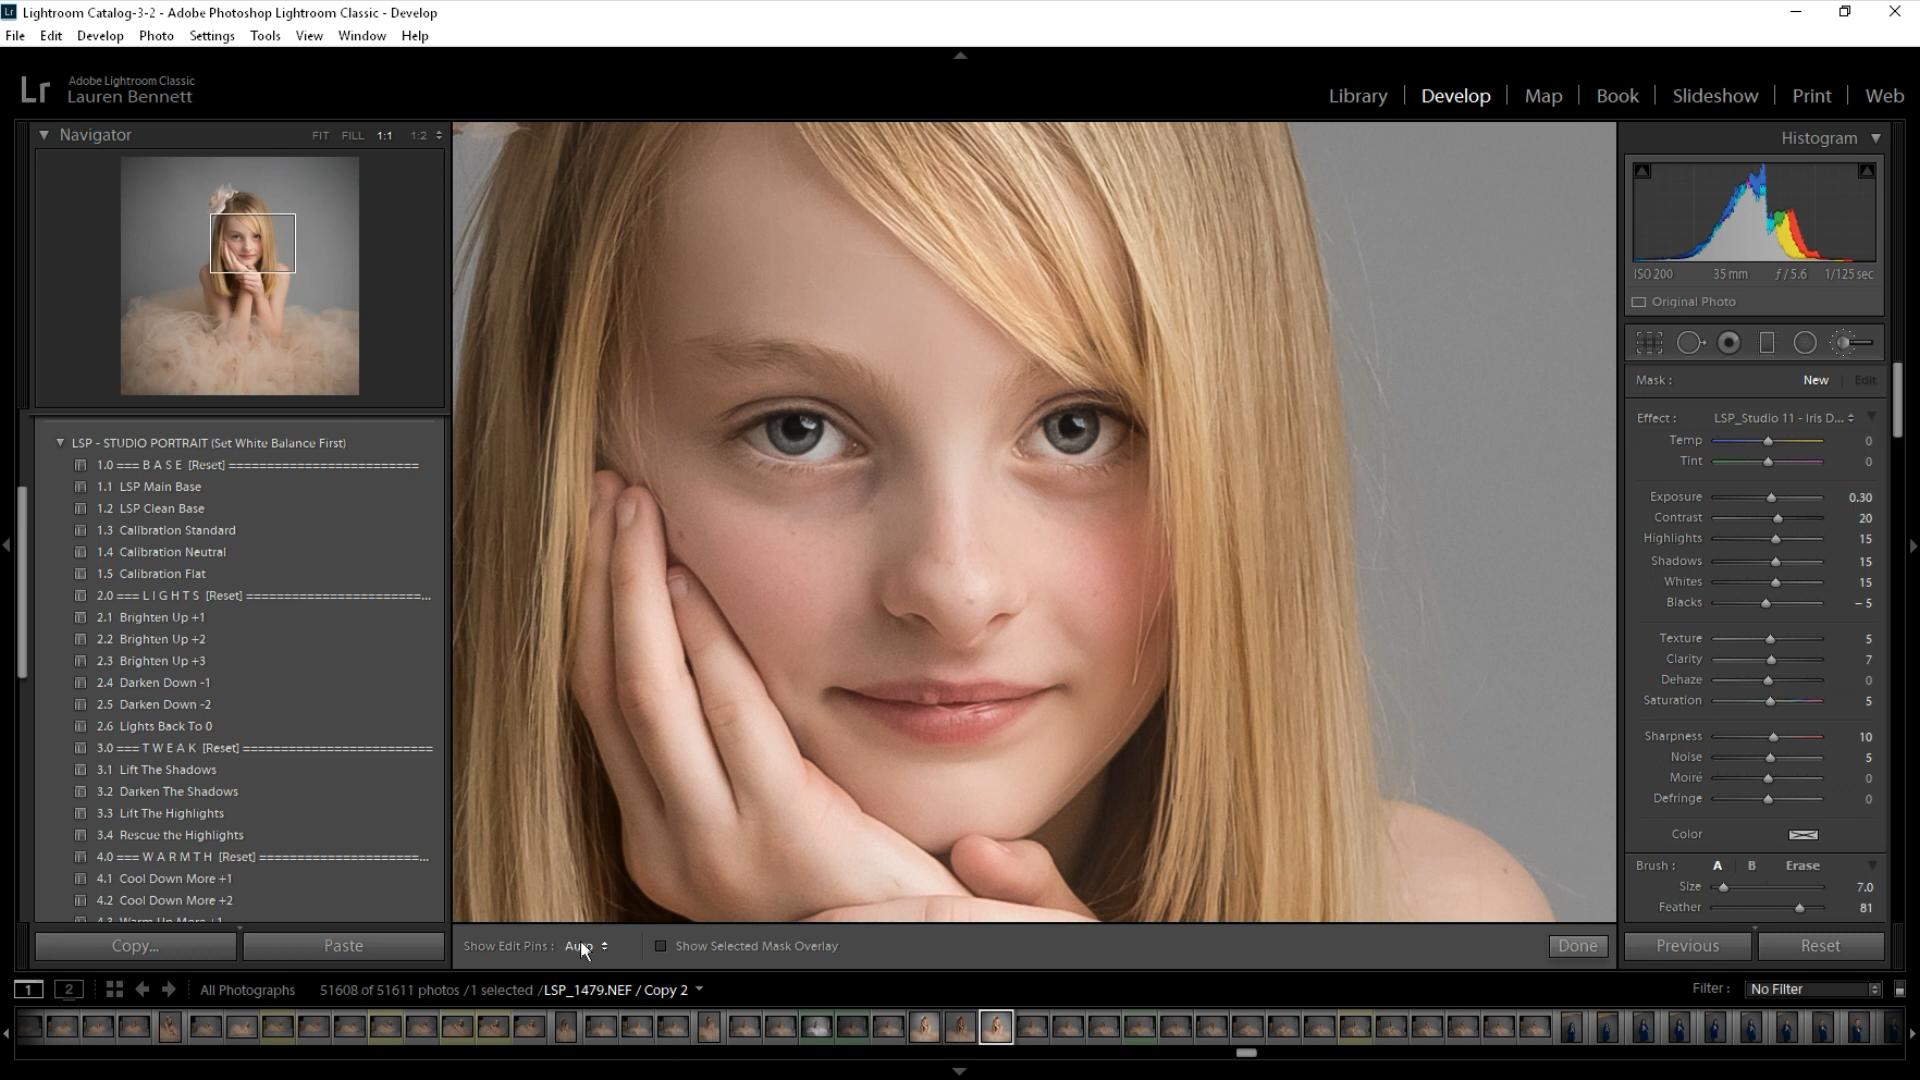 Lightroom Catalog-3-2 - Adobe Photoshop Lightroom Classic - Develop
File Edit Develop Photo Settings Tools View Window Help
Lr Adobe Lightroom Classic
Lauren Bennett
Library Develop Map Book Slideshow Print Web
Navigator FIT FILL 1:1 1:2
LSP - STUDIO PORTRAIT (Set White Balance First)
1.0 === B A S E [Reset] =========================
1.1 LSP Main Base
1.2 LSP Clean Base
1.3 Calibration Standard
1.4 Calibration Neutral
1.5 Calibration Flat
2.0 === L I G H T S [Reset] =======================...
2.1 Brighten Up +1
2.2 Brighten Up +2
2.3 Brighten Up +3
2.4 Darken Down -1
2.5 Darken Down -2
2.6 Lights Back To 0
3.0 === T W E A K [Reset] =========================
3.1 Lift The Shadows
3.2 Darken The Shadows
3.3 Lift The Highlights
3.4 Rescue the Highlights
4.0 === W A R M T H [Reset] =====================...
4.1 Cool Down More +1
4.2 Cool Down More +2
4.3 Warm Up More +1
Copy... Paste
Show Edit Pins : Auto Show Selected Mask Overlay Done
Histogram
ISO 200 35 mm ƒ / 5.6 1/125 sec
Original Photo
Mask : New Edit
Effect : LSP_Studio 11 - Iris D...
Temp 0
Tint 0
Exposure 0.30
Contrast 20
Highlights 15
Shadows 15
Whites 15
Blacks – 5
Texture 5
Clarity 7
Dehaze 0
Saturation 5
Sharpness 10
Noise 5
Moiré 0
Defringe 0
Color
Brush : A B Erase
Size 7.0
Feather 81
Previous Reset
1 2 All Photographs 51608 of 51611 photos / 1 selected / LSP_1479.NEF / Copy 2 Filter : No Filter